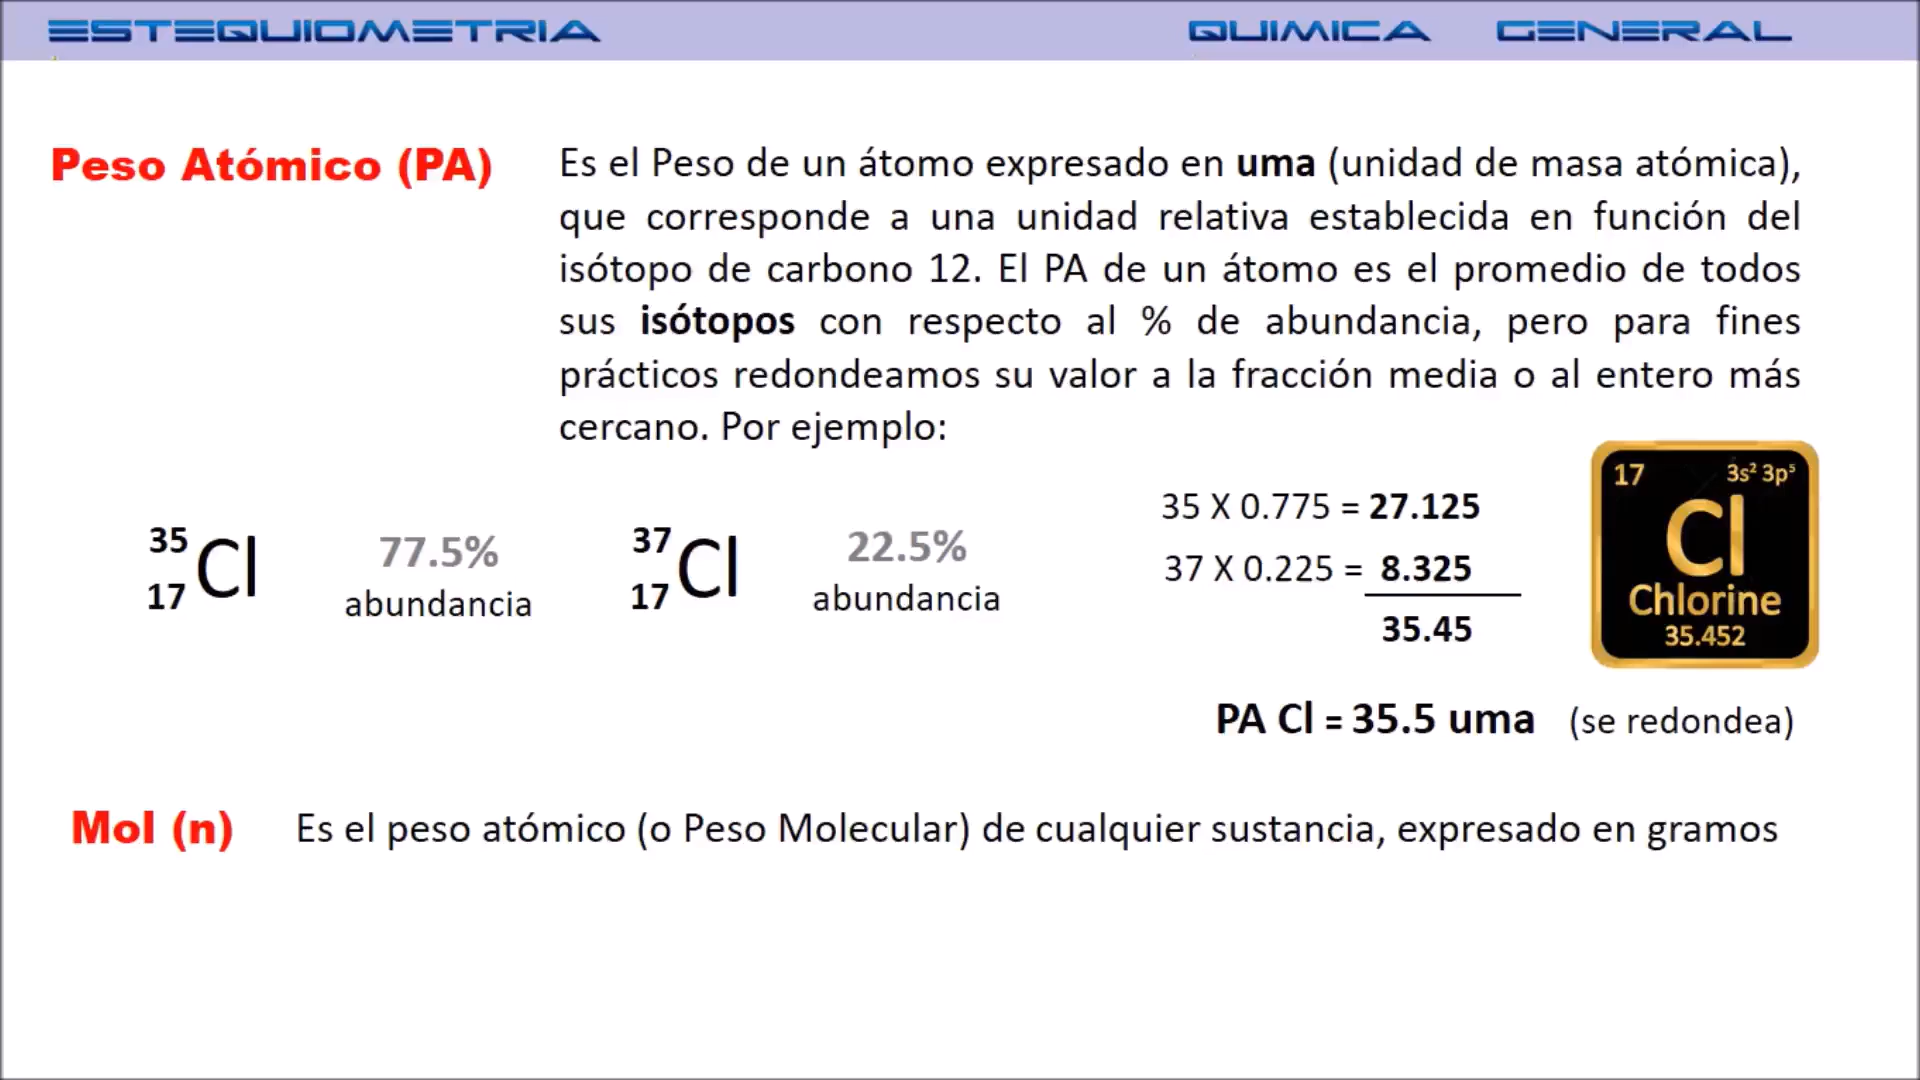 ESTEQUIOMETRIA QUIMICA GENERAL
Peso Atómico (PA)
Es el Peso de un átomo expresado en uma (unidad de masa atómica),
que corresponde a una unidad relativa establecida en función del
isótopo de carbono 12. El PA de un átomo es el promedio de todos
sus isótopos con respecto al % de abundancia, pero para fines
prácticos redondeamos su valor a la fracción media o al entero más
cercano. Por ejemplo:
35
17 Cl
77.5%
abundancia
37
17 Cl
22.5%
abundancia
35 X 0.775 = 27.125
37 X 0.225 = 8.325
35.45
17 3s² 3p⁵
Cl
Chlorine
35.452
PA Cl = 35.5 uma (se redondea)
Mol (n) Es el peso atómico (o Peso Molecular) de cualquier sustancia, expresado en gramos